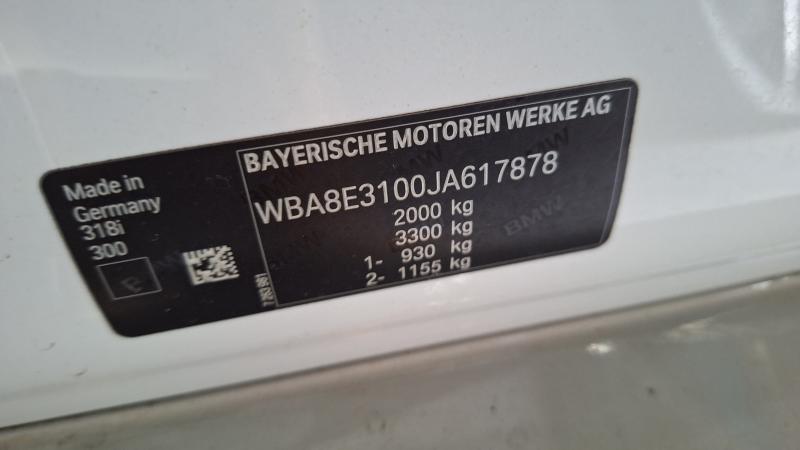 BAYERISCHE MOTOREN WERKE AG
WBA8E3100JA617878
2000 kg
3300 kg
1- 930 kg
2- 1155 kg
Made in
Germany
318i
300